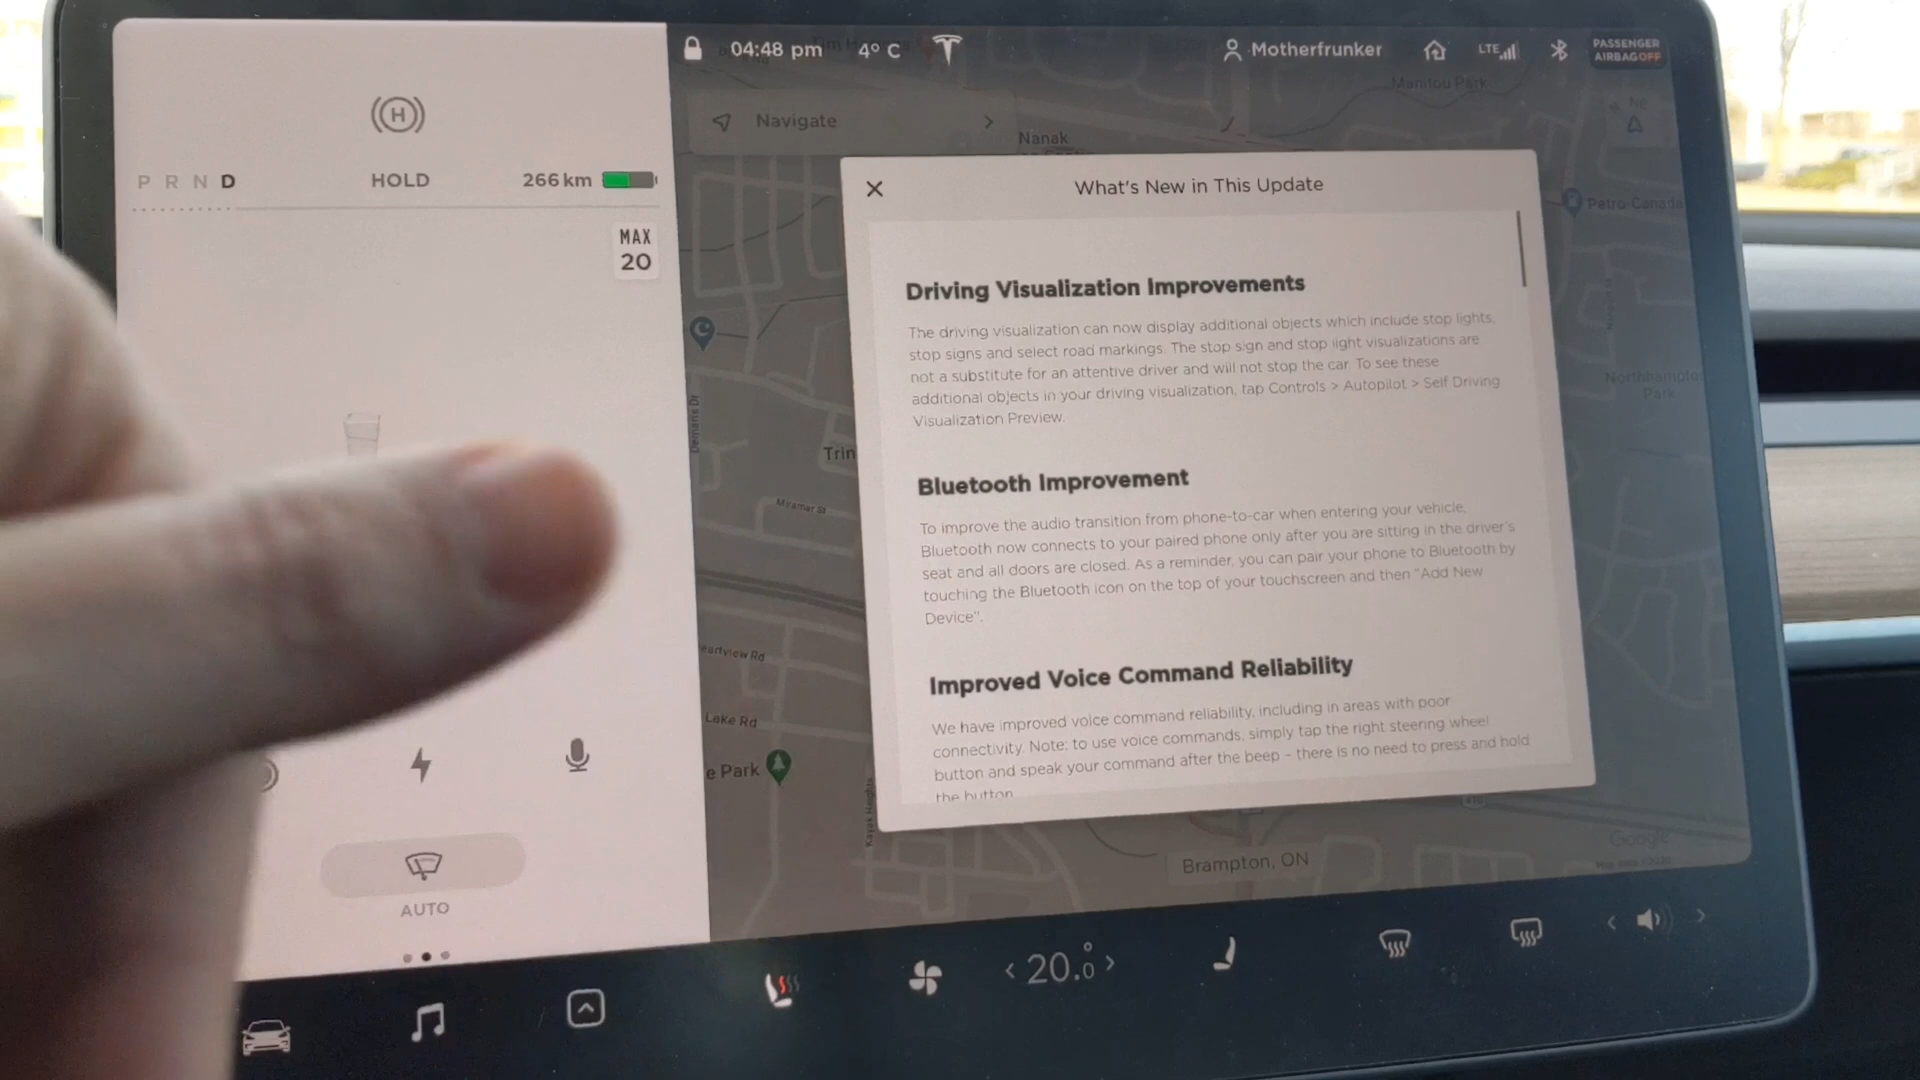 04:48 pm 4° C Motherfrunker LTE PASSENGER
AIRBAG OFF
H
P R N D HOLD 266 km
MAX
20
AUTO
Navigate
Nanak
Manitou Park
NE
Petro-Canada
Northhampto
Park
Demaris Dr
Trin
Miramar St
eartview Rd
Lake Rd
e Park
410
Google
Brampton, ON
What's New in This Update
Driving Visualization Improvements
The driving visualization can now display additional objects which include stop lights,
stop signs and select road markings. The stop sign and stop light visualizations are
not a substitute for an attentive driver and will not stop the car. To see these
additional objects in your driving visualization, tap Controls > Autopilot > Self Driving
Visualization Preview.
Bluetooth Improvement
To improve the audio transition from phone-to-car when entering your vehicle,
Bluetooth now connects to your paired phone only after you are sitting in the driver's
seat and all doors are closed. As a reminder, you can pair your phone to Bluetooth by
touching the Bluetooth icon on the top of your touchscreen and then "Add New
Device".
Improved Voice Command Reliability
We have improved voice command reliability, including in areas with poor
connectivity. Note: to use voice commands, simply tap the right steering wheel
button and speak your command after the beep – there is no need to press and hold
the button
20.0°